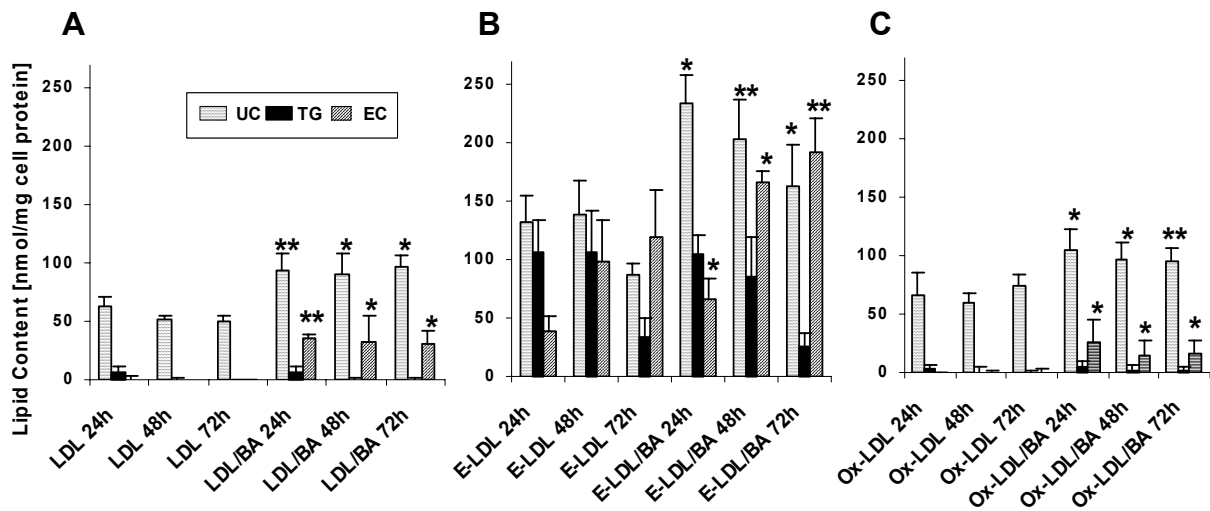 A
B
C
Lipid Content [nmol/mg cell protein]
250
200
150
100
50
0
UC TG EC
** * *
** * *
LDL 24h
LDL 48h
LDL 72h
LDL/BA 24h
LDL/BA 48h
LDL/BA 72h
250
200
150
100
50
0
* ** * **
* *
E-LDL 24h
E-LDL 48h
E-LDL 72h
E-LDL/BA 24h
E-LDL/BA 48h
E-LDL/BA 72h
250
200
150
100
50
0
* * **
* * *
Ox-LDL 24h
Ox-LDL 48h
Ox-LDL 72h
Ox-LDL/BA 24h
Ox-LDL/BA 48h
Ox-LDL/BA 72h